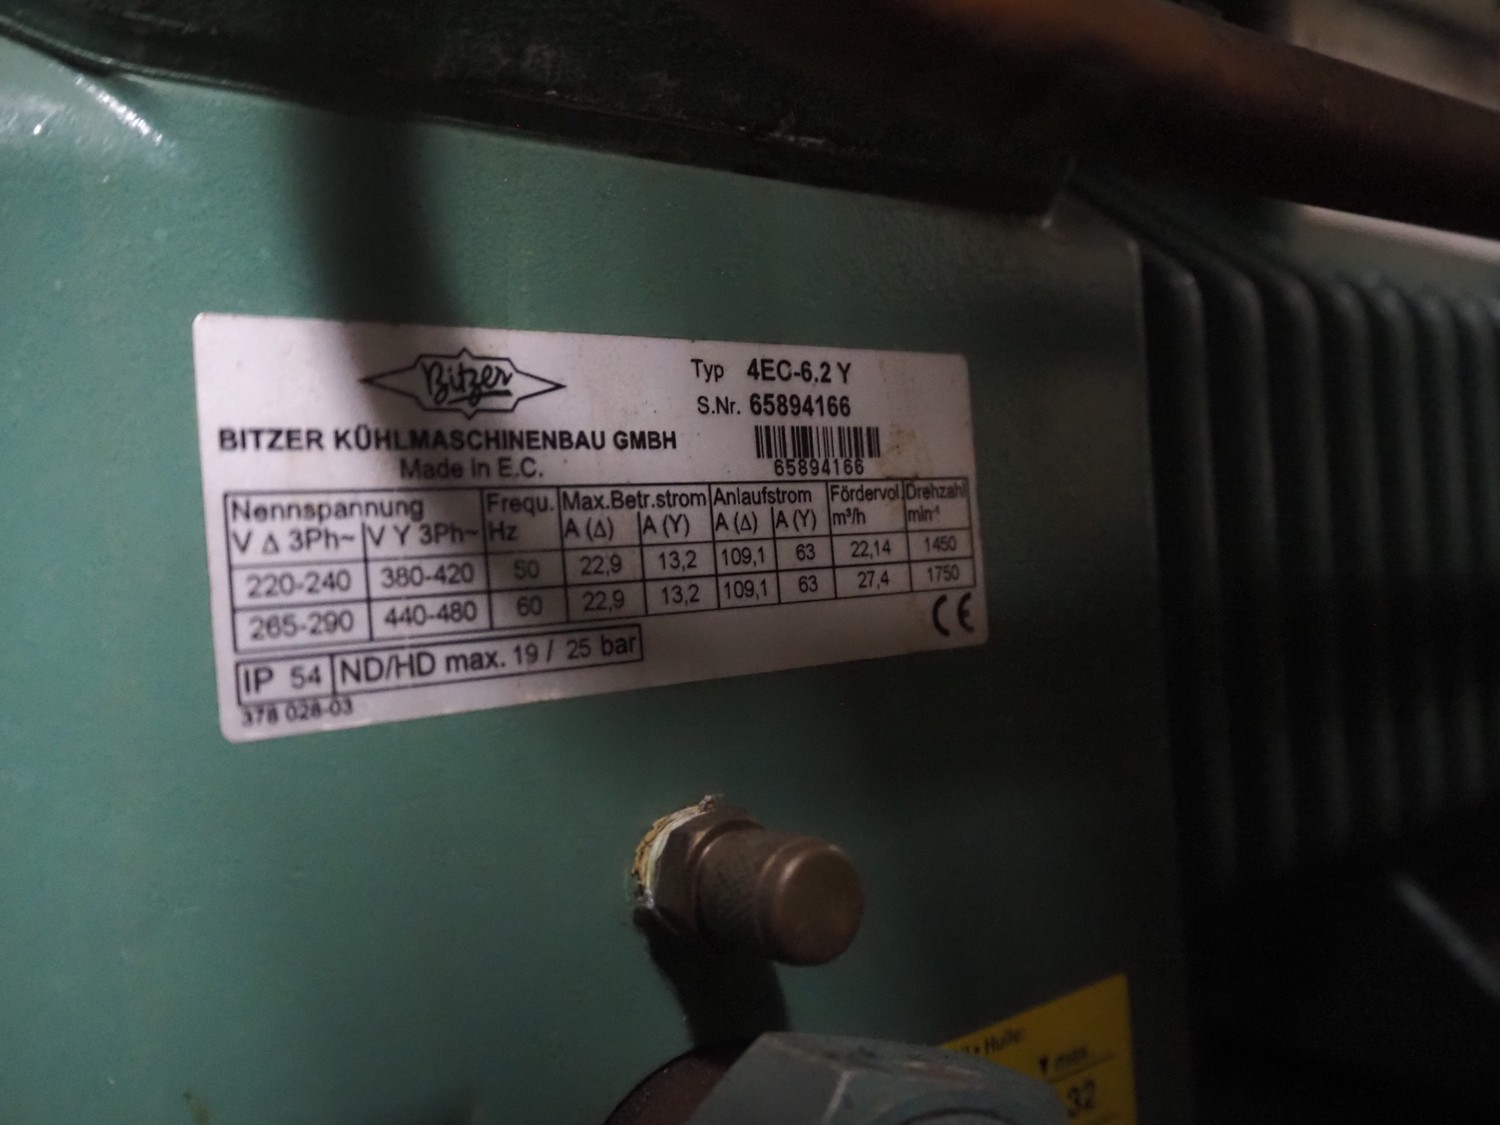 Bitzer
Typ 4EC-6.2 Y
S.Nr. 65894166
BITZER KÜHLMASCHINENBAU GMBH
65894166
Made in E.C.
Nennspannung Frequ. Max.Betr.strom Anlaufstrom Fördervol. Drehzahl
V Δ 3Ph~ V Y 3Ph~ Hz A (Δ) A (Y) A (Δ) A (Y) m³/h min⁻¹
220-240 380-420 50 22,9 13,2 109,1 63 22,14 1450
265-290 440-480 60 22,9 13,2 109,1 63 27,4 1750
IP 54 ND/HD max. 19 / 25 bar
CE
378 028-03
max
32